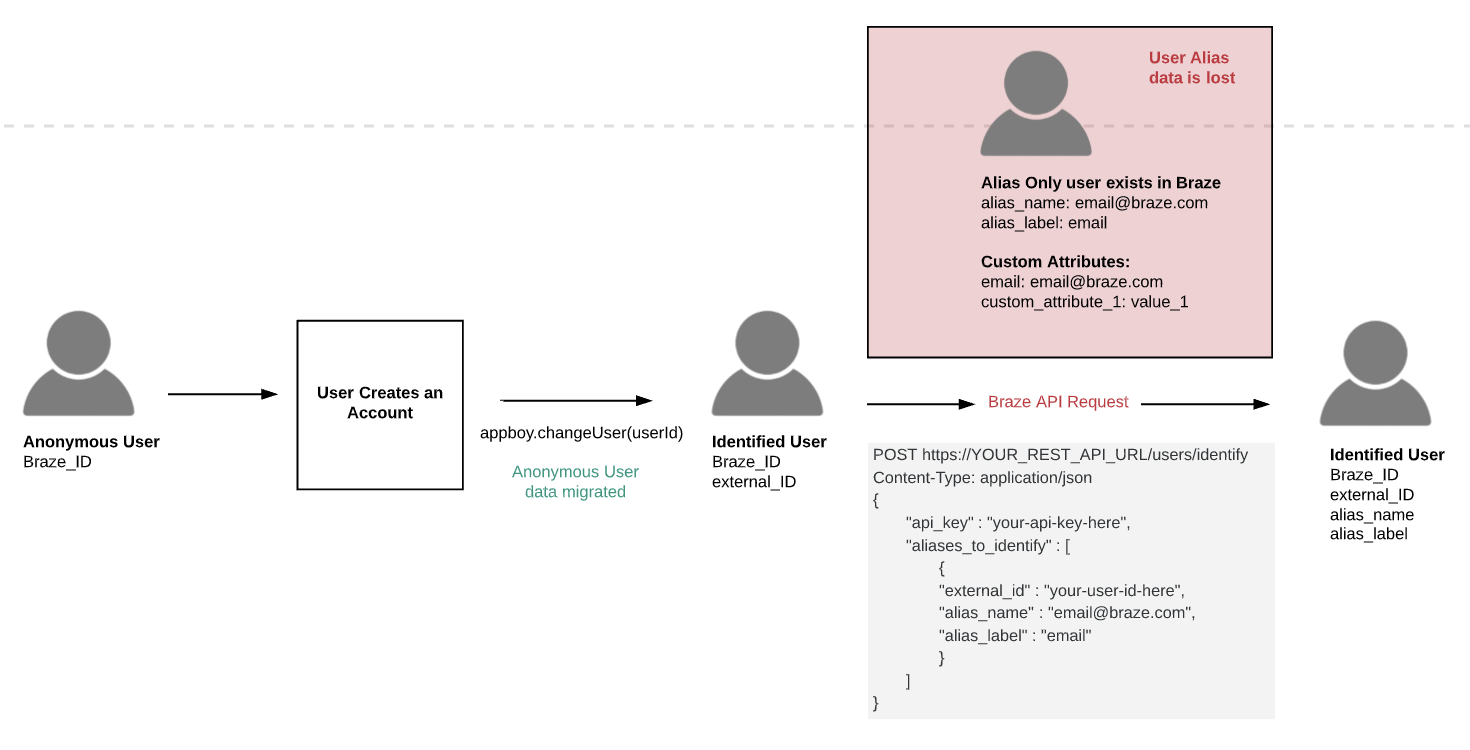 User Alias
data is lost
Alias Only user exists in Braze
alias_name: email@braze.com
alias_label: email
Custom Attributes:
email: email@braze.com
custom_attribute_1: value_1
Anonymous User
Braze_ID
User Creates an
Account
appboy.changeUser(userId)
Anonymous User
data migrated
Identified User
Braze_ID
external_ID
Braze API Request
POST https://YOUR_REST_API_URL/users/identify
Content-Type: application/json
{
"api_key" : "your-api-key-here",
"aliases_to_identify" : [
{
"external_id" : "your-user-id-here",
"alias_name" : "email@braze.com",
"alias_label" : "email"
}
]
}
Identified User
Braze_ID
external_ID
alias_name
alias_label